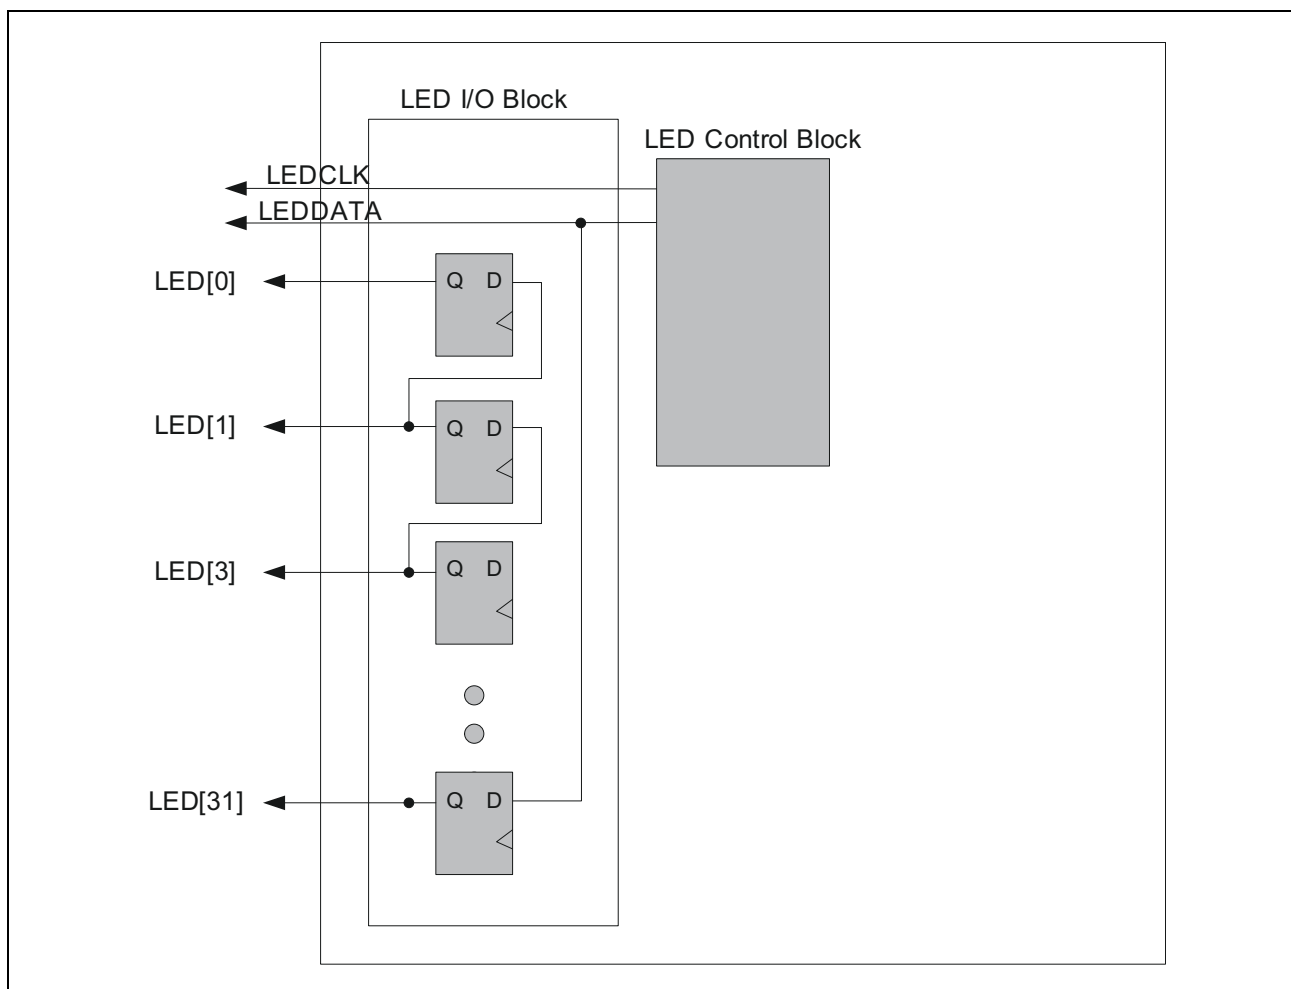 LED I/O Block
LED Control Block
LEDCLK
LEDDATA
LED[0]
Q D
LED[1]
Q D
LED[3]
Q D
LED[31]
Q D